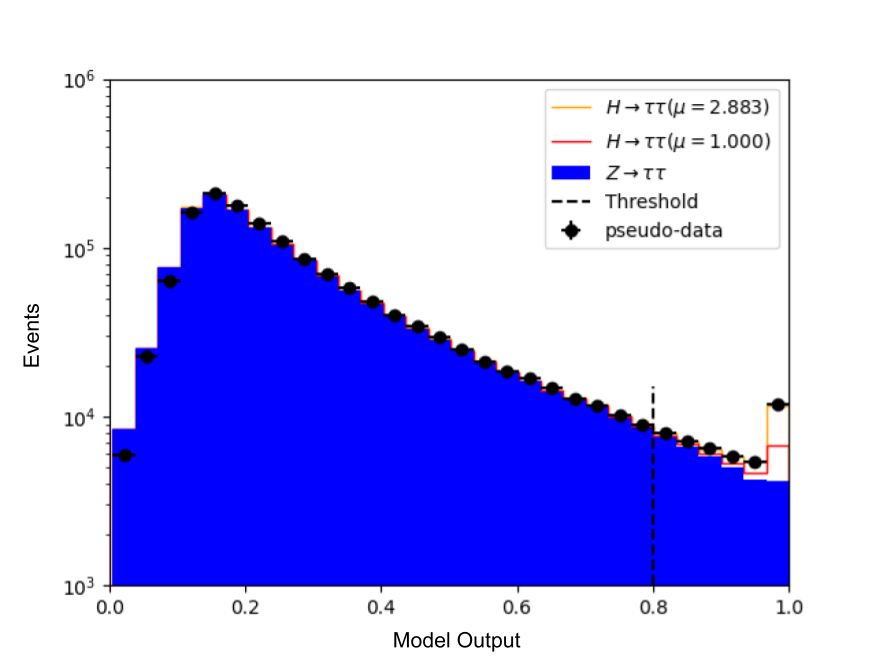 10⁶
10⁵
10⁴
10³
Events
H → ττ(μ = 2.883)
H → ττ(μ = 1.000)
Z → ττ
Threshold
pseudo-data
0.0 0.2 0.4 0.6 0.8 1.0
Model Output